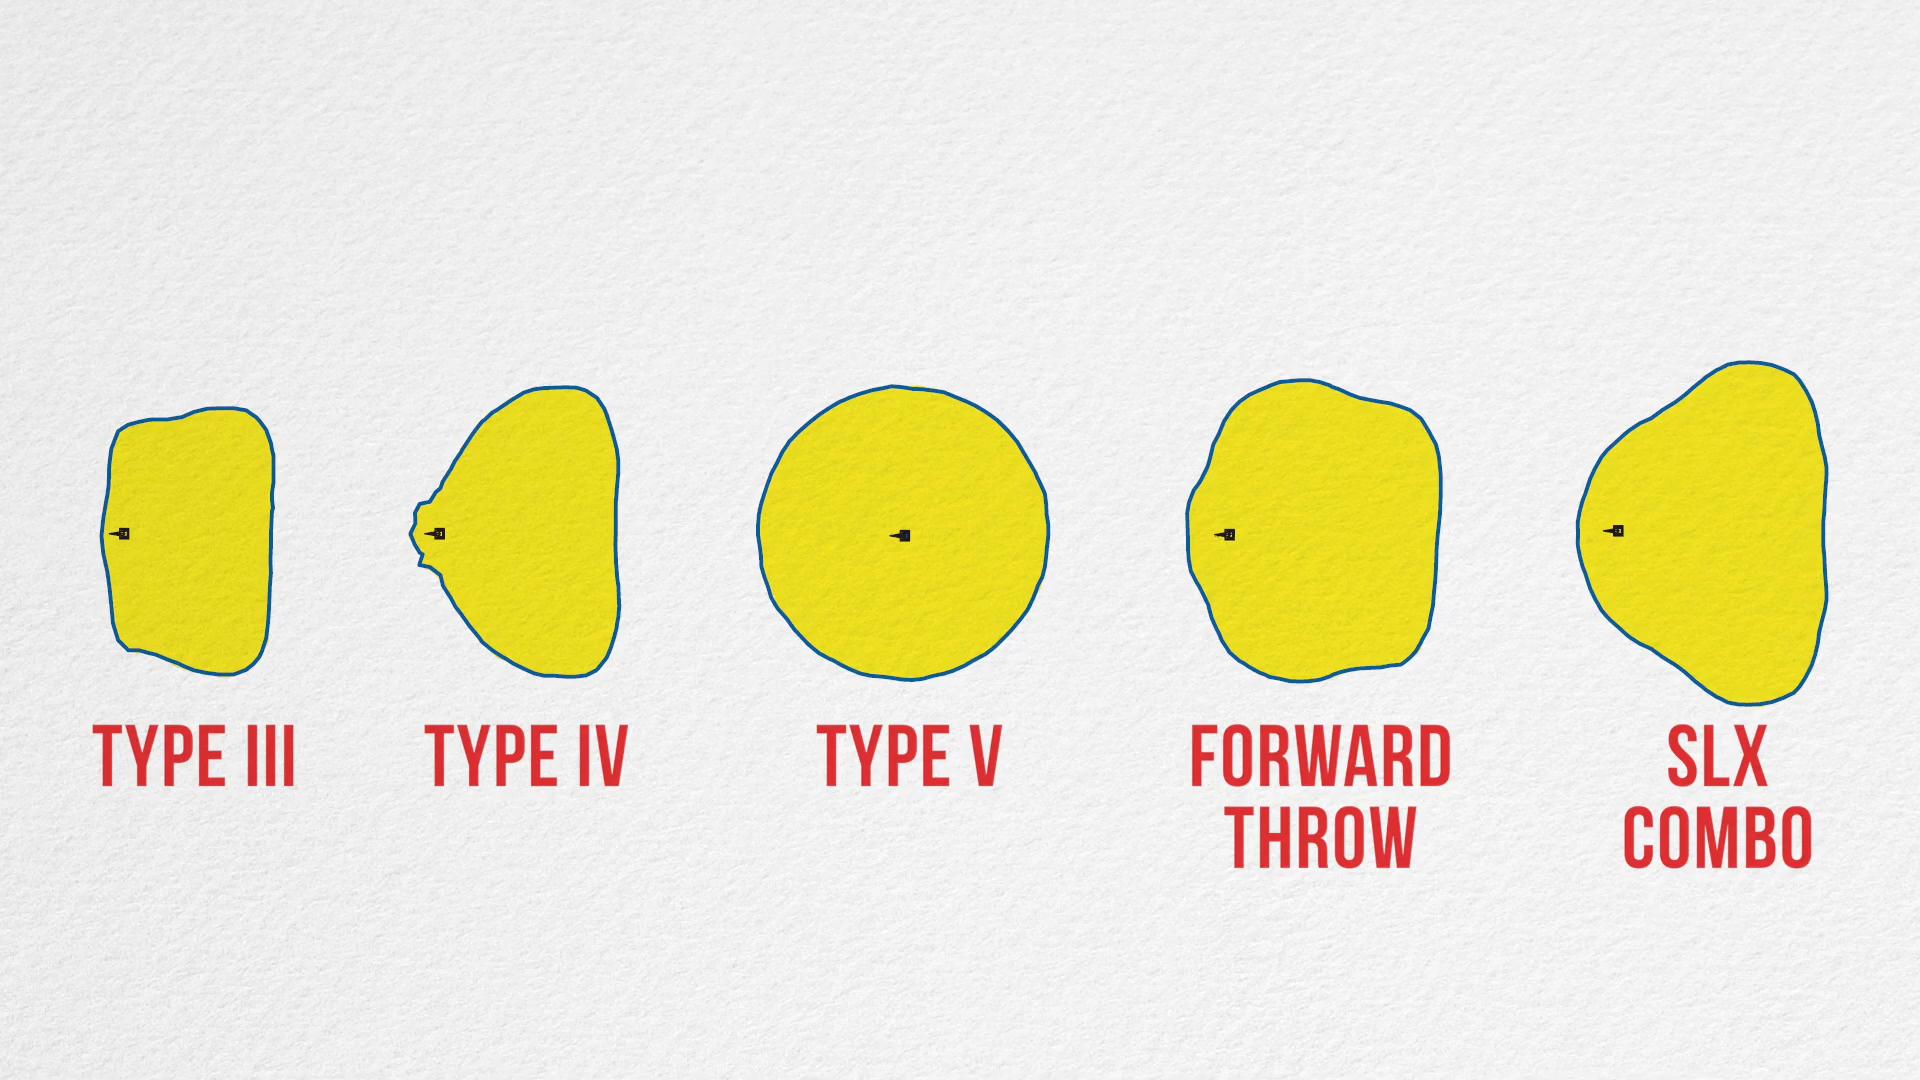 TYPE III
TYPE IV
TYPE V
FORWARD
THROW
SLX
COMBO